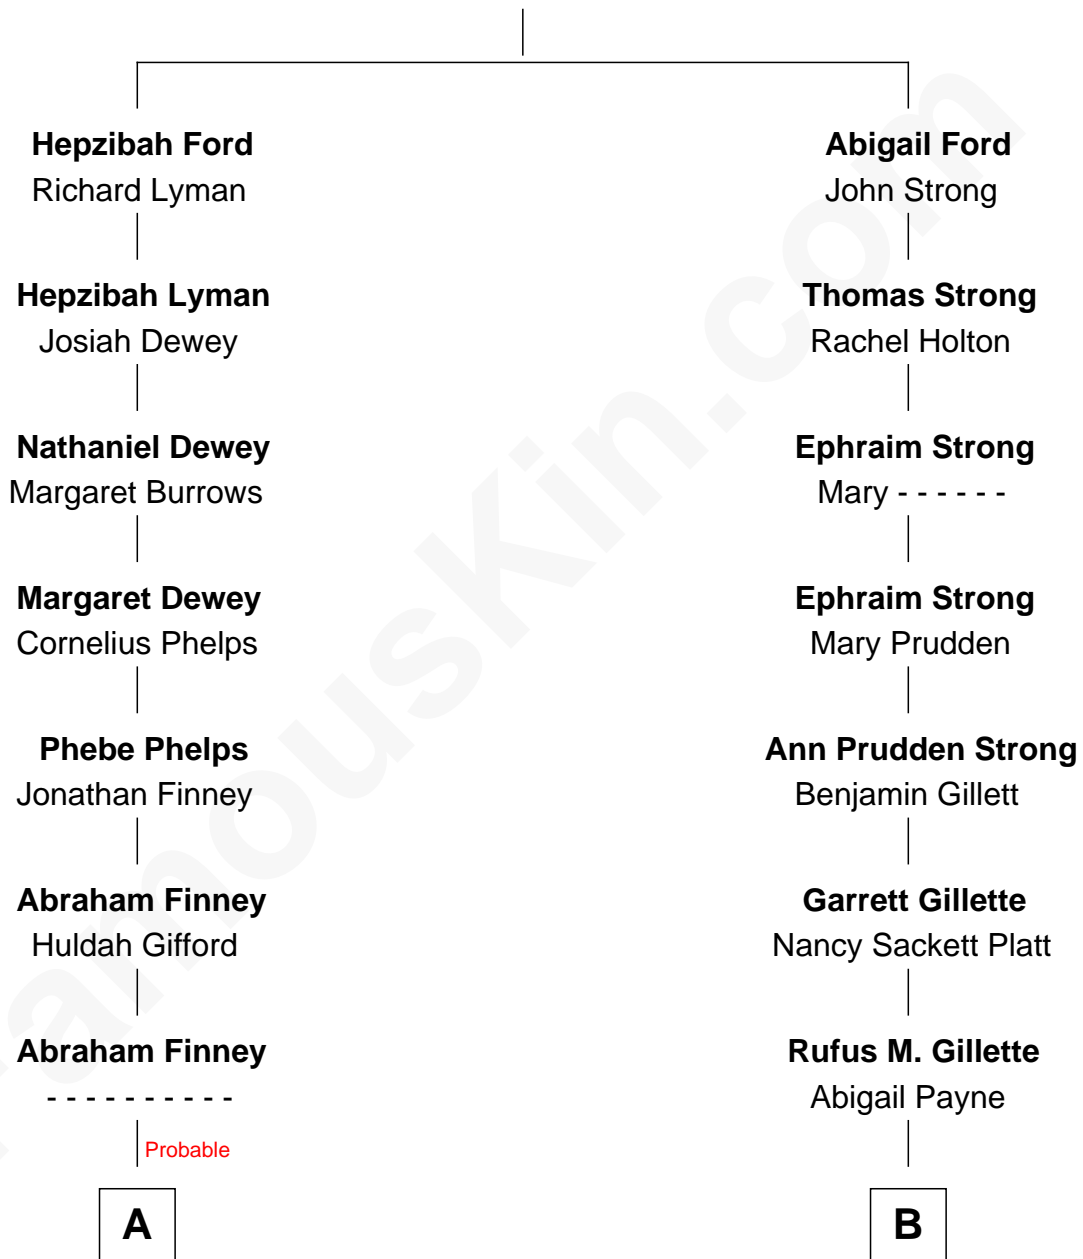 Hepzibah Ford
Richard Lyman
Abigail Ford
John Strong
Hepzibah Lyman
Josiah Dewey
Thomas Strong
Rachel Holton
Nathaniel Dewey
Margaret Burrows
Ephraim Strong
Mary - - - - - -
Margaret Dewey
Cornelius Phelps
Ephraim Strong
Mary Prudden
Phebe Phelps
Jonathan Finney
Ann Prudden Strong
Benjamin Gillett
Abraham Finney
Huldah Gifford
Garrett Gillette
Nancy Sackett Platt
Abraham Finney
- - - - - - - - - -
Rufus M. Gillette
Abigail Payne
Probable
A
B
FamousKin.com